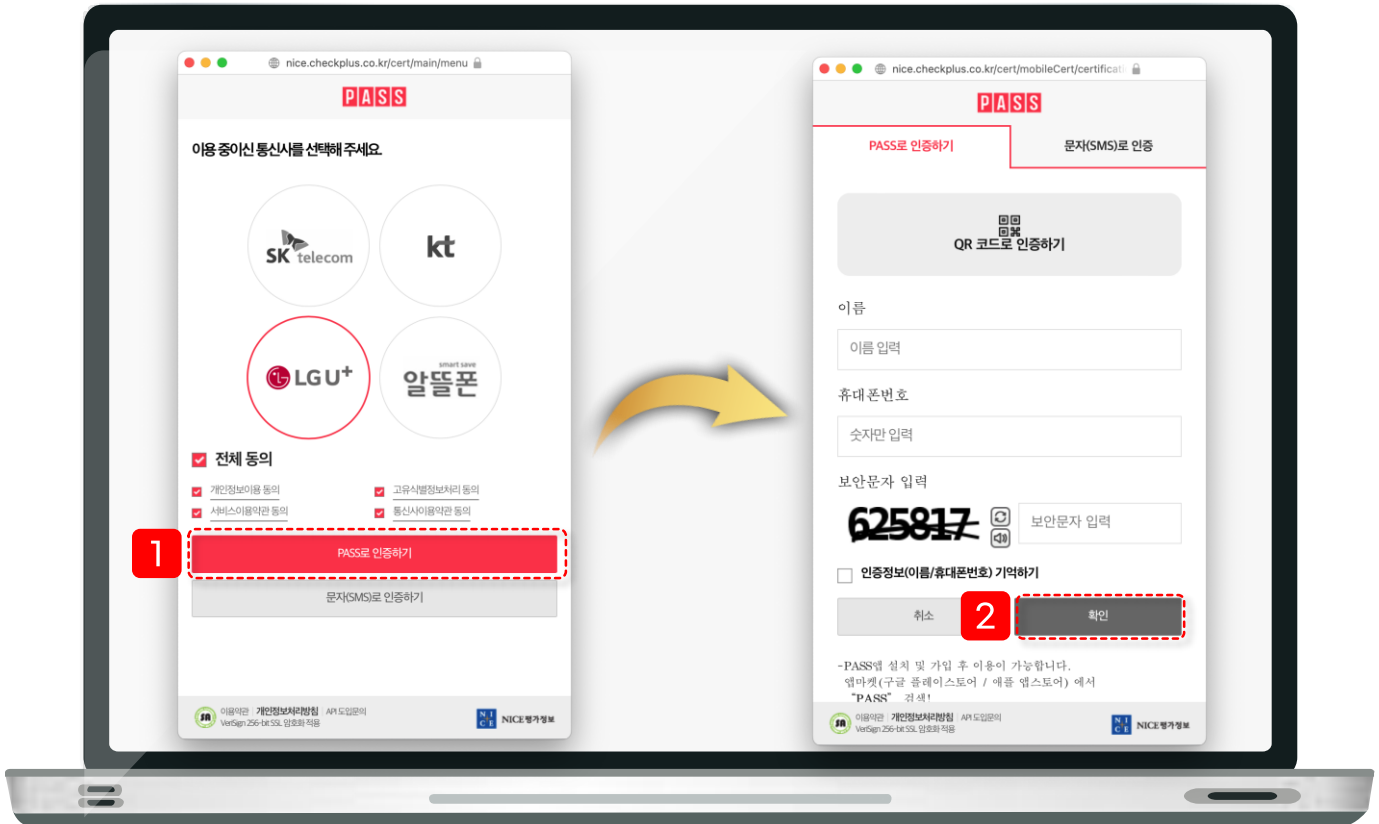 nice.checkplus.co.kr/cert/main/menu
PASS
이용 중이신 통신사를 선택해 주세요.
SK telecom
kt
LG U+
smart save
알뜰폰
전체 동의
개인정보이용 동의
고유식별정보처리 동의
서비스이용약관 동의
통신사이용약관 동의
1
PASS로 인증하기
문자(SMS)로 인증하기
이용약관 | 개인정보처리방침 | API 도입문의
VeriSign 256-bit SSL 암호화 적용
NICE평가정보
nice.checkplus.co.kr/cert/mobileCert/certificati
PASS
PASS로 인증하기
문자(SMS)로 인증
QR 코드로 인증하기
이름
이름 입력
휴대폰번호
숫자만 입력
보안문자 입력
625817
보안문자 입력
인증정보(이름/휴대폰번호) 기억하기
취소
2
확인
-PASS앱 설치 및 가입 후 이용이 가능합니다.
앱마켓(구글 플레이스토어 / 애플 앱스토어) 에서
“PASS” 검색!
이용약관 | 개인정보처리방침 | API 도입문의
VeriSign 256-bit SSL 암호화 적용
NICE평가정보